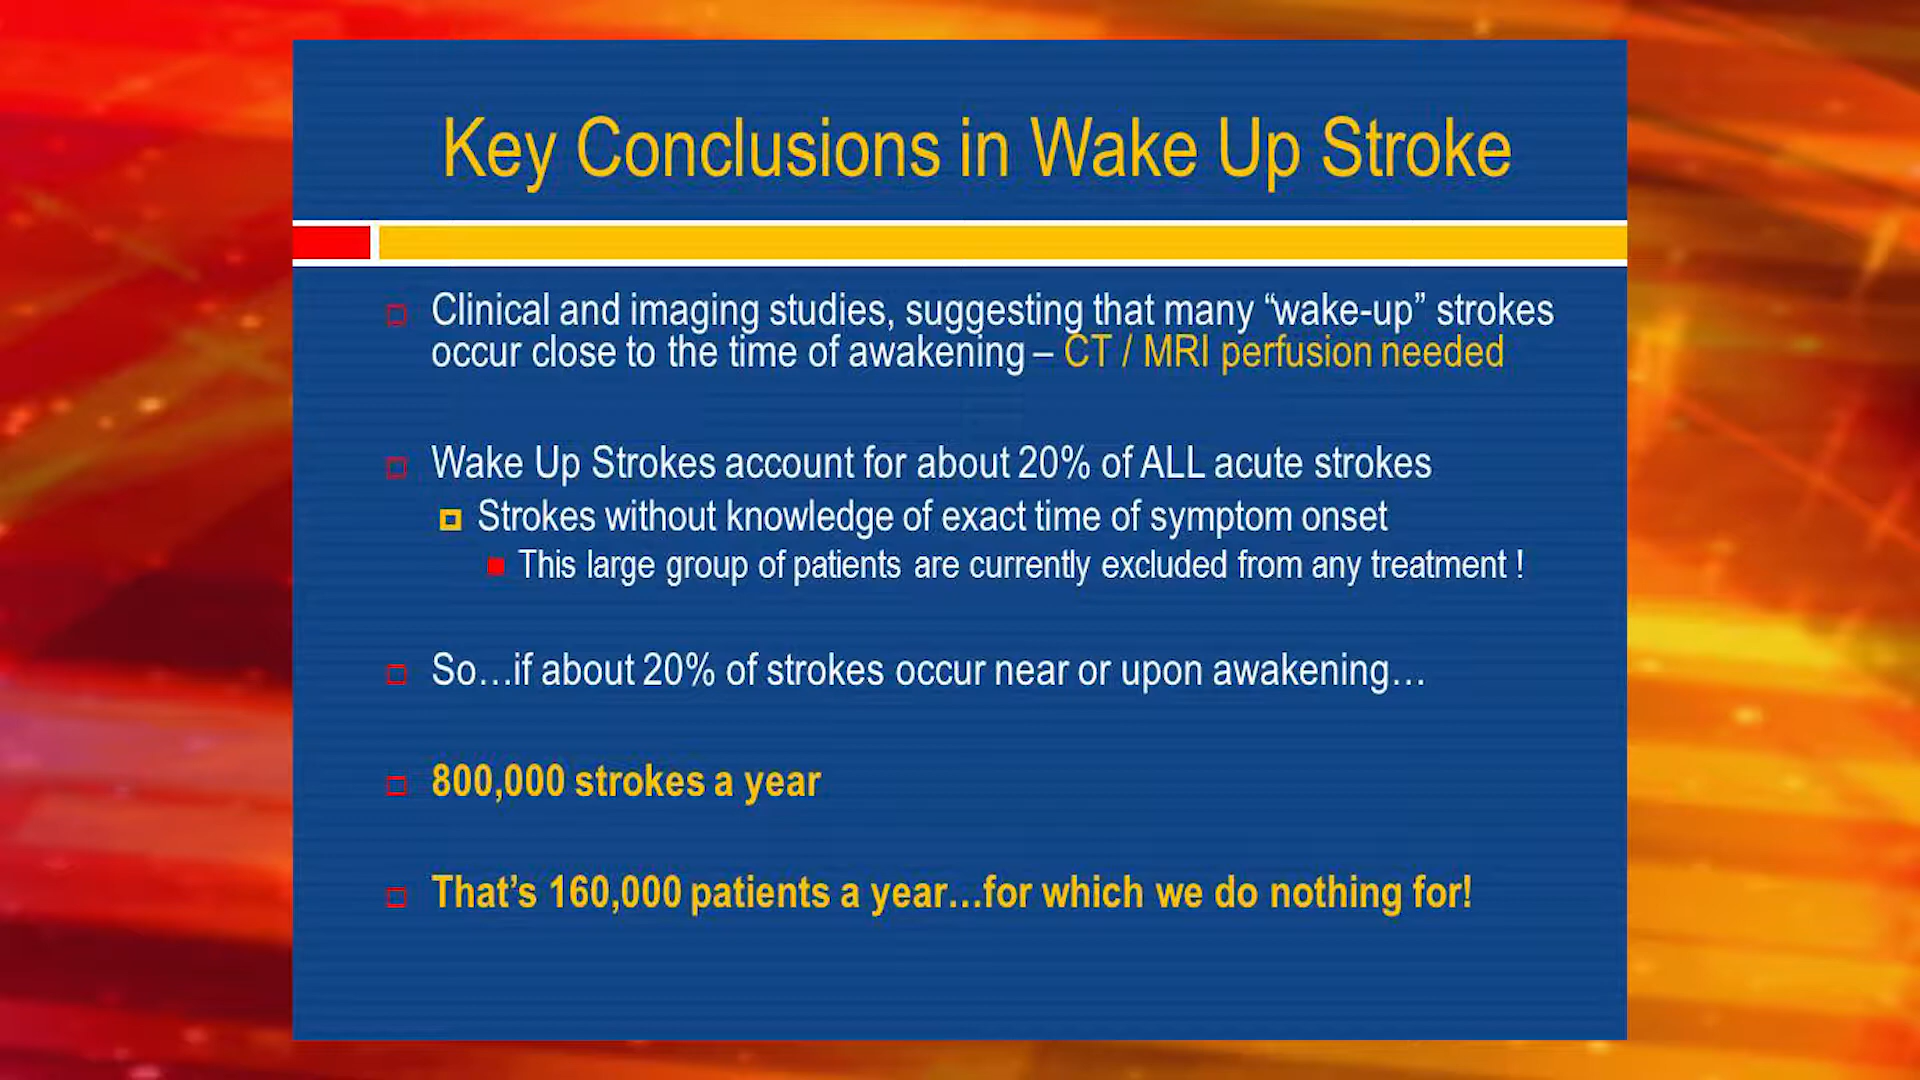 Key Conclusions in Wake Up Stroke
Clinical and imaging studies, suggesting that many “wake-up” strokes
occur close to the time of awakening – CT / MRI perfusion needed
Wake Up Strokes account for about 20% of ALL acute strokes
Strokes without knowledge of exact time of symptom onset
This large group of patients are currently excluded from any treatment !
So…if about 20% of strokes occur near or upon awakening…
800,000 strokes a year
That’s 160,000 patients a year…for which we do nothing for!